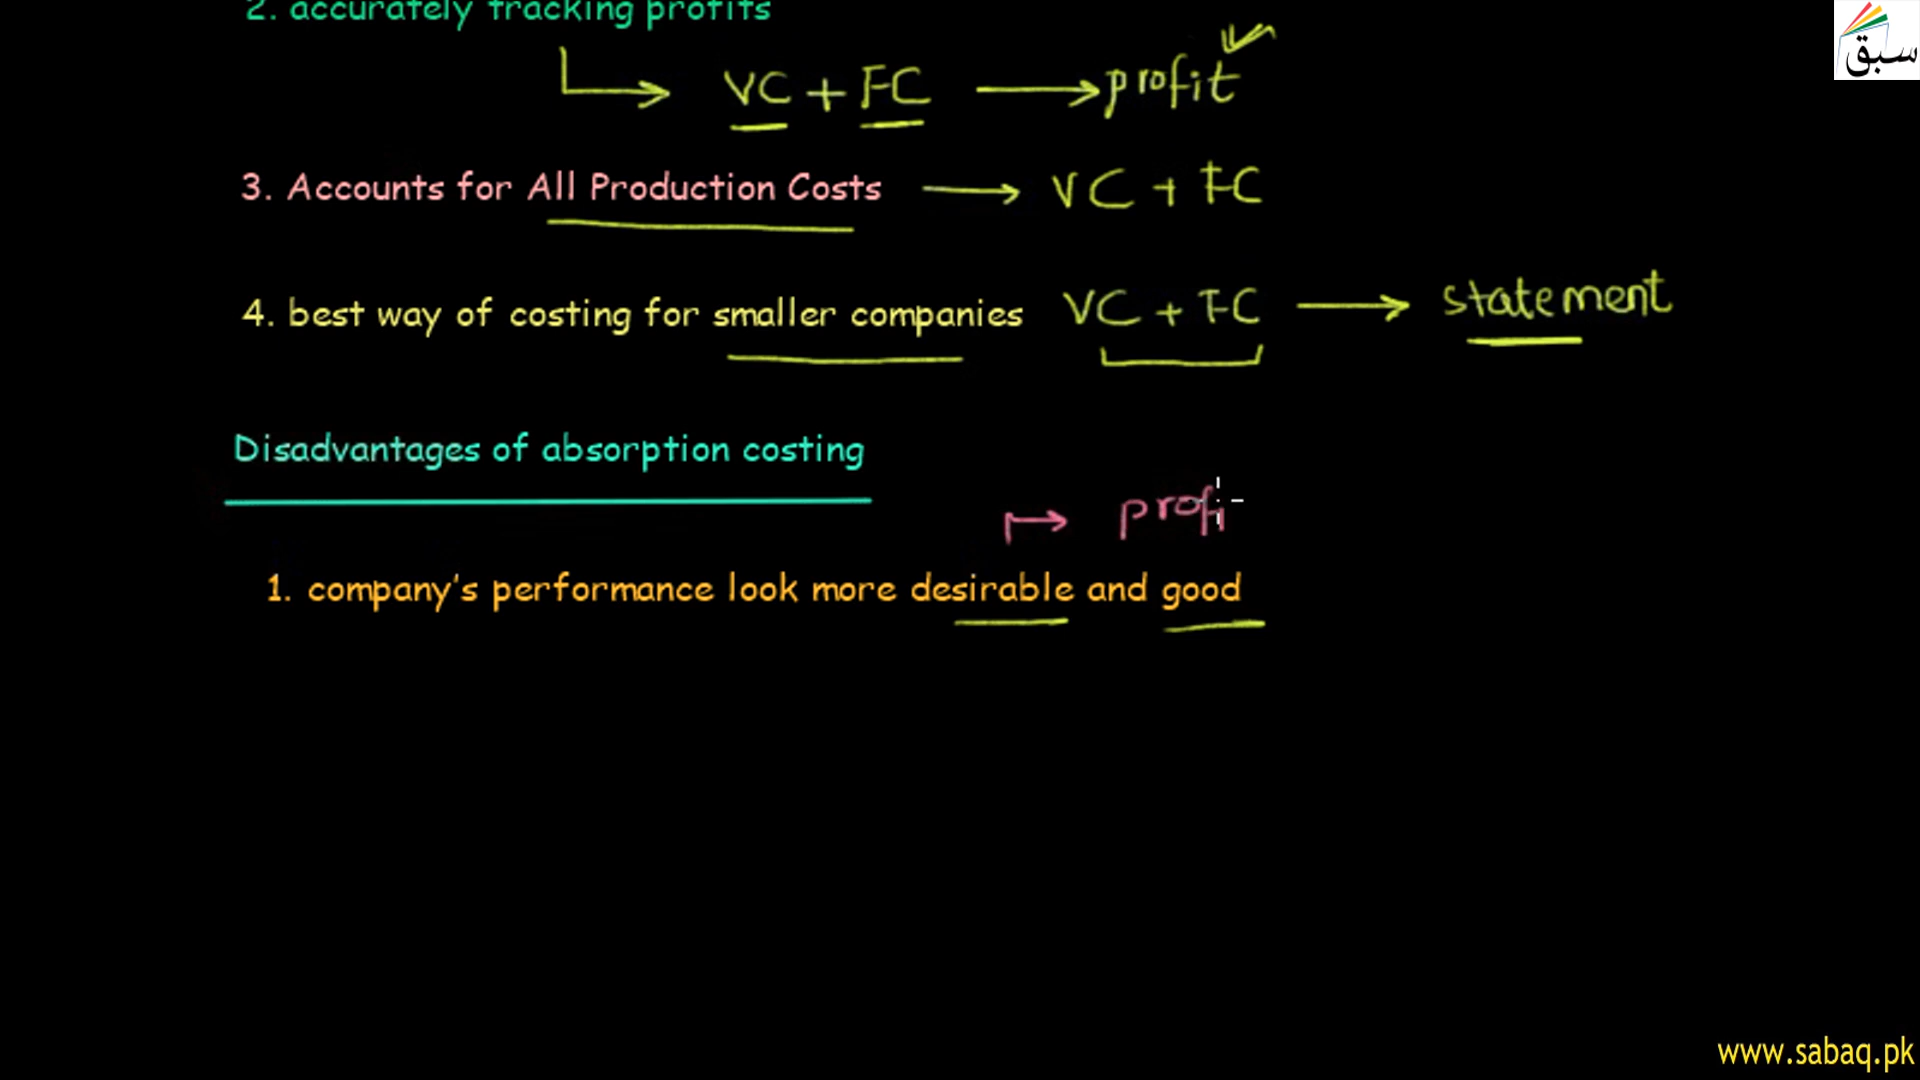 2. accurately tracking profits
سبق
VC + FC → profit
3. Accounts for All Production Costs → VC + FC
4. best way of costing for smaller companies VC + FC → statement
Disadvantages of absorption costing
profi
1. company's performance look more desirable and good
www.sabaq.pk